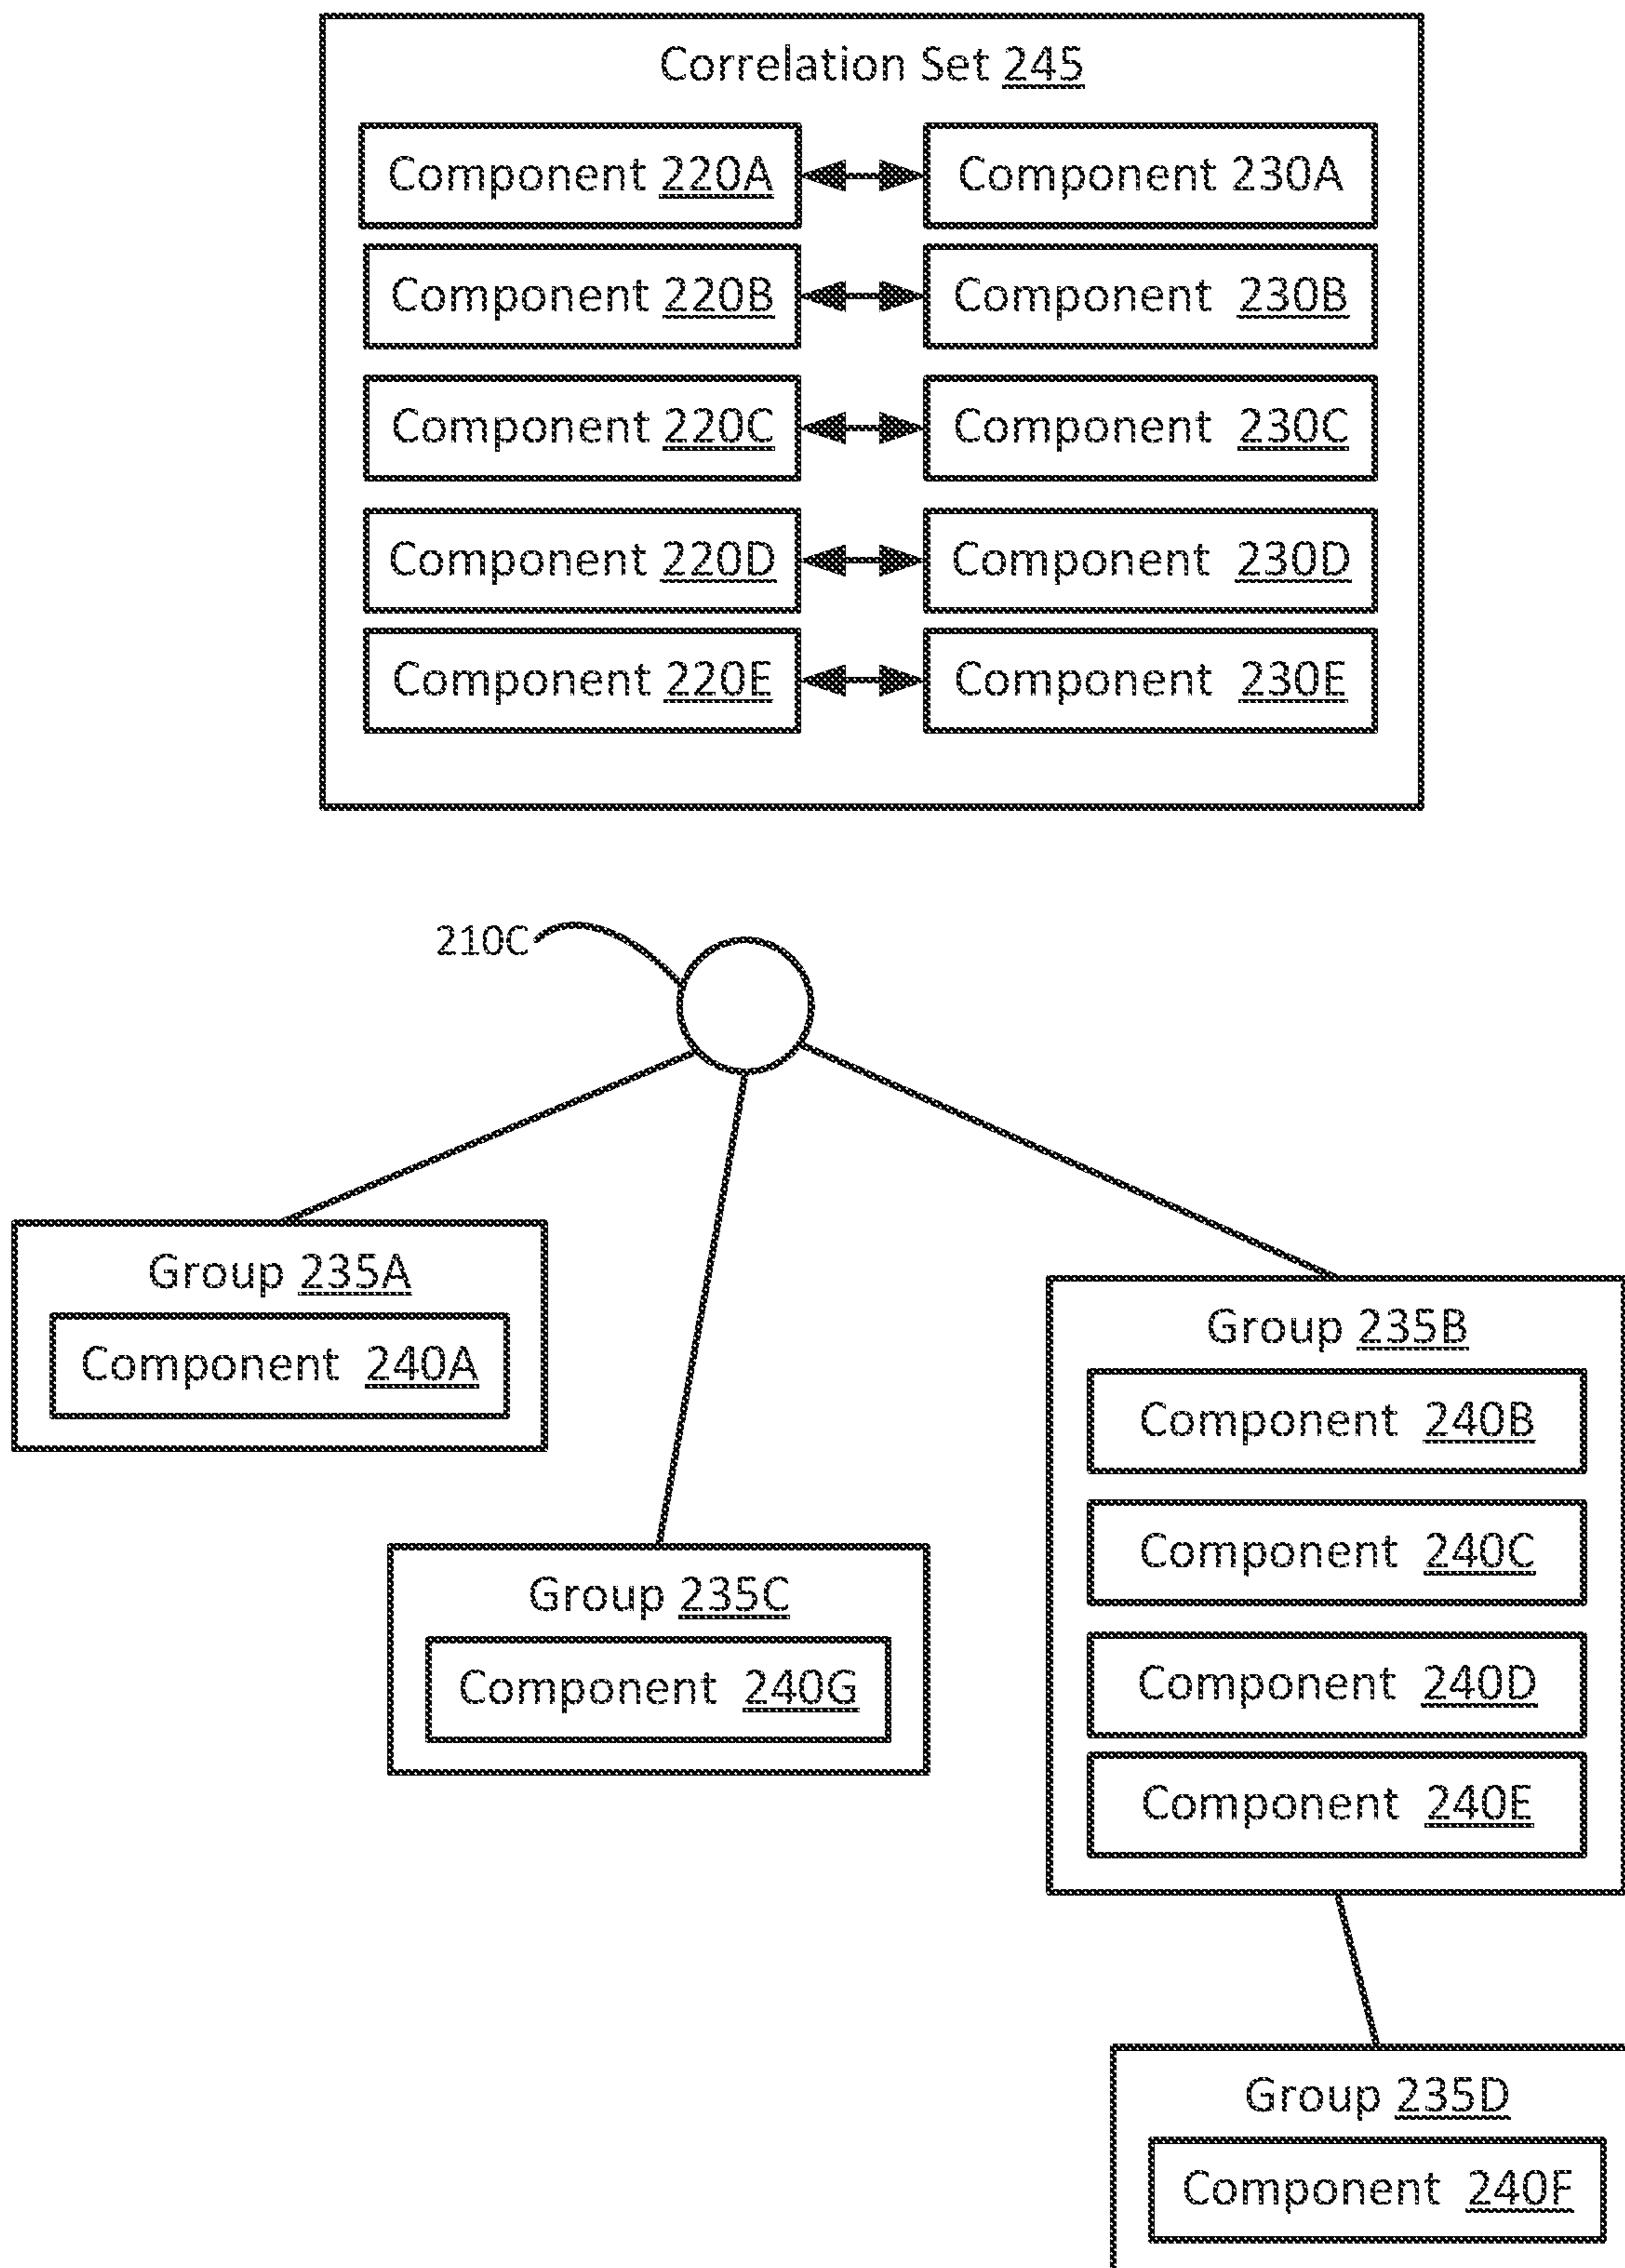 Correlation Set 245
Component 220A Component 230A
Component 220B Component 230B
Component 220C Component 230C
Component 220D Component 230D
Component 220E Component 230E
210C
Group 235A
Component 240A
Group 235C
Component 240G
Group 235B
Component 240B
Component 240C
Component 240D
Component 240E
Group 235D
Component 240F